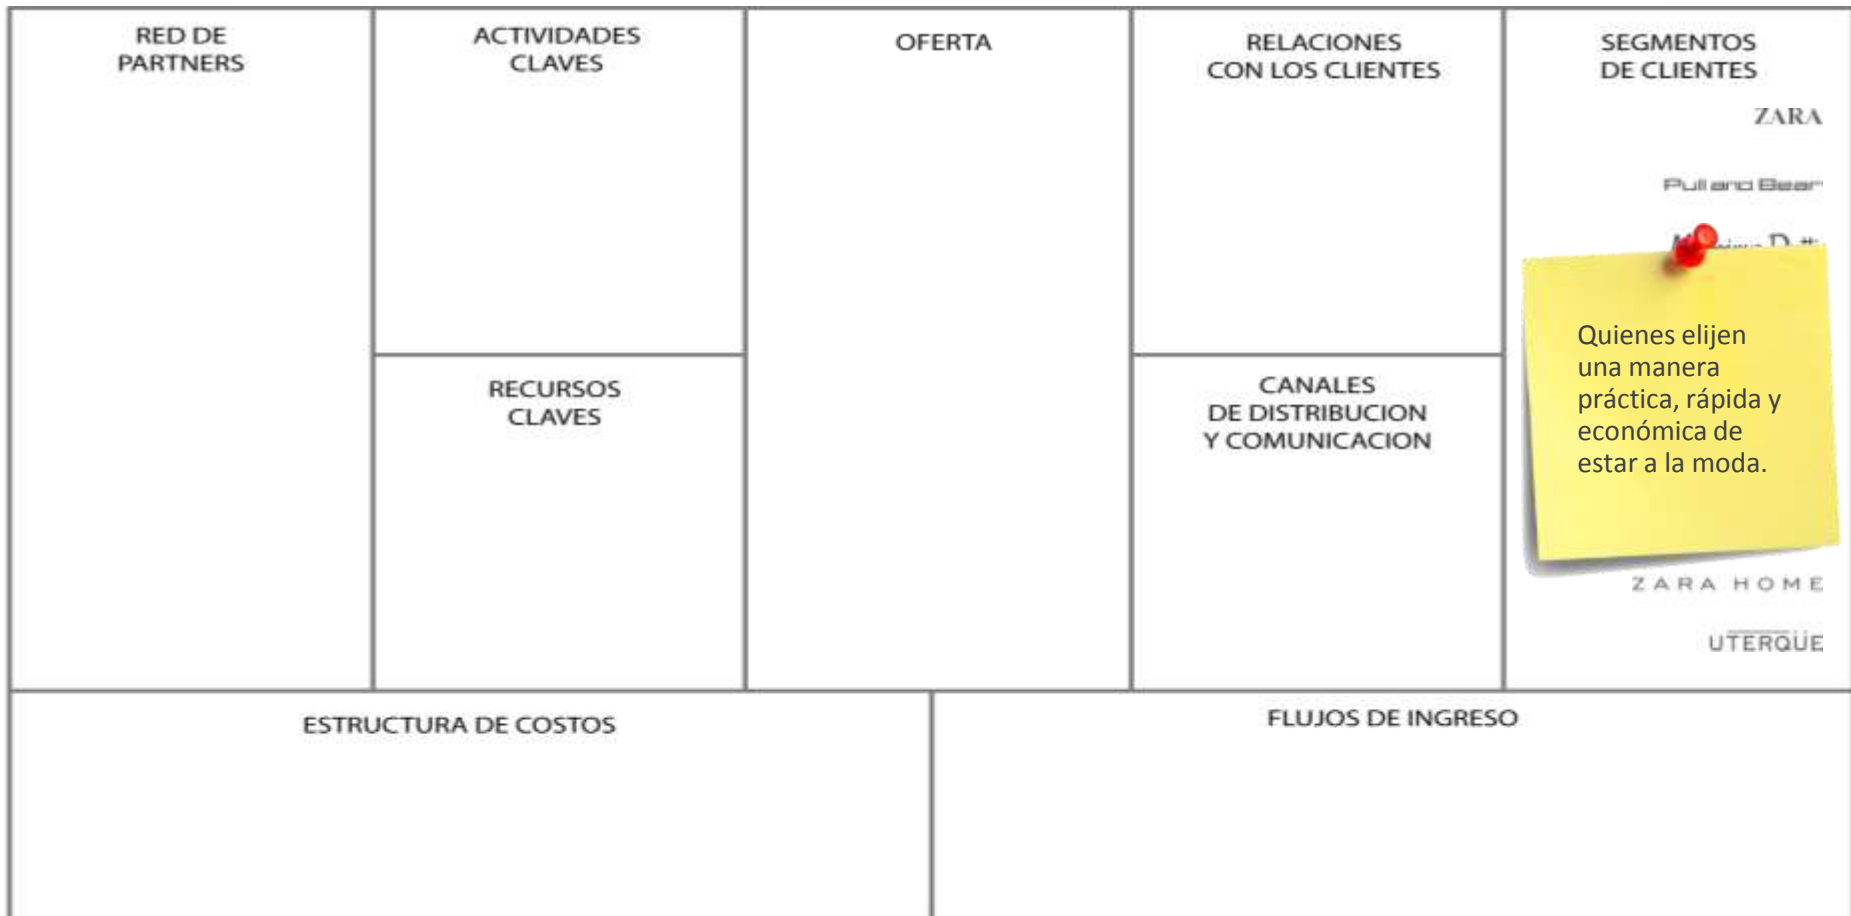 RED DE
PARTNERS
ACTIVIDADES
CLAVES
OFERTA
RELACIONES
CON LOS CLIENTES
SEGMENTOS
DE CLIENTES
ZARA
Pull and Bear
Quienes elijen
una manera
práctica, rápida y
económica de
estar a la moda.
ZARA HOME
UTERQÜE
RECURSOS
CLAVES
CANALES
DE DISTRIBUCION
Y COMUNICACION
ESTRUCTURA DE COSTOS
FLUJOS DE INGRESO